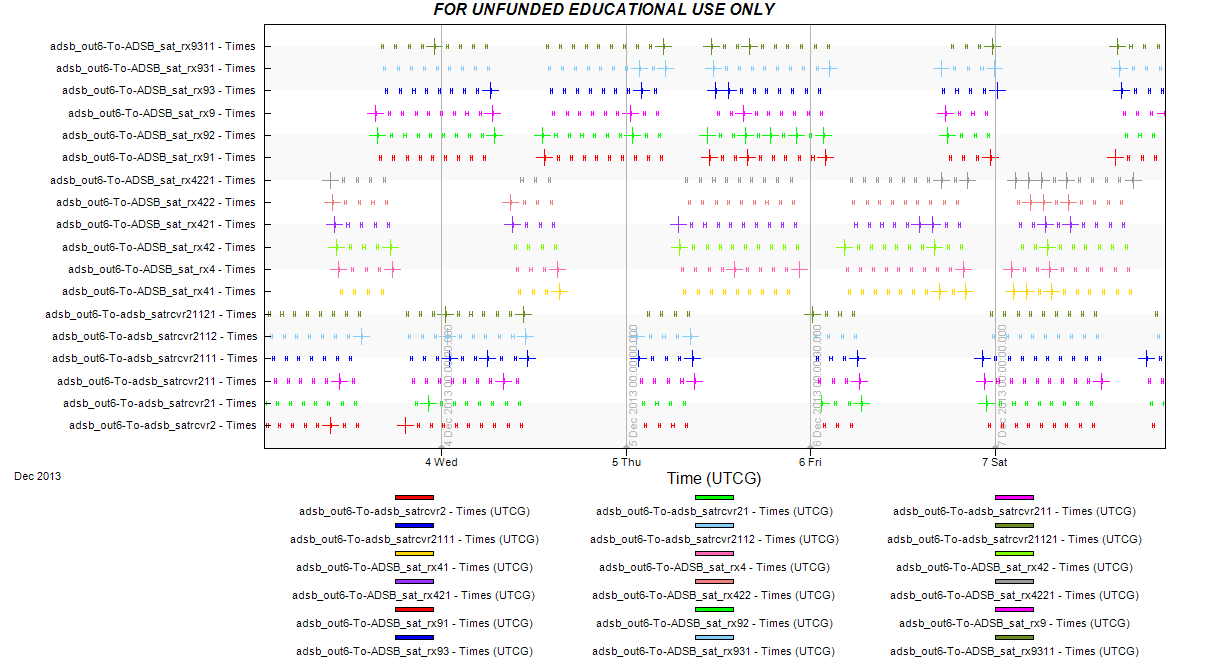 FOR UNFUNDED EDUCATIONAL USE ONLY
adsb_out6-To-ADSB_sat_rx9311 - Times
adsb_out6-To-ADSB_sat_rx931 - Times
adsb_out6-To-ADSB_sat_rx93 - Times
adsb_out6-To-ADSB_sat_rx9 - Times
adsb_out6-To-ADSB_sat_rx92 - Times
adsb_out6-To-ADSB_sat_rx91 - Times
adsb_out6-To-ADSB_sat_rx4221 - Times
adsb_out6-To-ADSB_sat_rx422 - Times
adsb_out6-To-ADSB_sat_rx421 - Times
adsb_out6-To-ADSB_sat_rx42 - Times
adsb_out6-To-ADSB_sat_rx4 - Times
adsb_out6-To-ADSB_sat_rx41 - Times
adsb_out6-To-adsb_satrcvr21121 - Times
adsb_out6-To-adsb_satrcvr2112 - Times
adsb_out6-To-adsb_satrcvr2111 - Times
adsb_out6-To-adsb_satrcvr211 - Times
adsb_out6-To-adsb_satrcvr21 - Times
adsb_out6-To-adsb_satrcvr2 - Times
4 Dec 2013 00:00:00.000
5 Dec 2013 00:00:00.000
6 Dec 2013 00:00:00.000
7 Dec 2013 00:00:00.000
4 Wed 5 Thu 6 Fri 7 Sat
Dec 2013
Time (UTCG)
adsb_out6-To-adsb_satrcvr2 - Times (UTCG) adsb_out6-To-adsb_satrcvr21 - Times (UTCG) adsb_out6-To-adsb_satrcvr211 - Times (UTCG)
adsb_out6-To-adsb_satrcvr2111 - Times (UTCG) adsb_out6-To-adsb_satrcvr2112 - Times (UTCG) adsb_out6-To-adsb_satrcvr21121 - Times (UTCG)
adsb_out6-To-ADSB_sat_rx41 - Times (UTCG) adsb_out6-To-ADSB_sat_rx4 - Times (UTCG) adsb_out6-To-ADSB_sat_rx42 - Times (UTCG)
adsb_out6-To-ADSB_sat_rx421 - Times (UTCG) adsb_out6-To-ADSB_sat_rx422 - Times (UTCG) adsb_out6-To-ADSB_sat_rx4221 - Times (UTCG)
adsb_out6-To-ADSB_sat_rx91 - Times (UTCG) adsb_out6-To-ADSB_sat_rx92 - Times (UTCG) adsb_out6-To-ADSB_sat_rx9 - Times (UTCG)
adsb_out6-To-ADSB_sat_rx93 - Times (UTCG) adsb_out6-To-ADSB_sat_rx931 - Times (UTCG) adsb_out6-To-ADSB_sat_rx9311 - Times (UTCG)